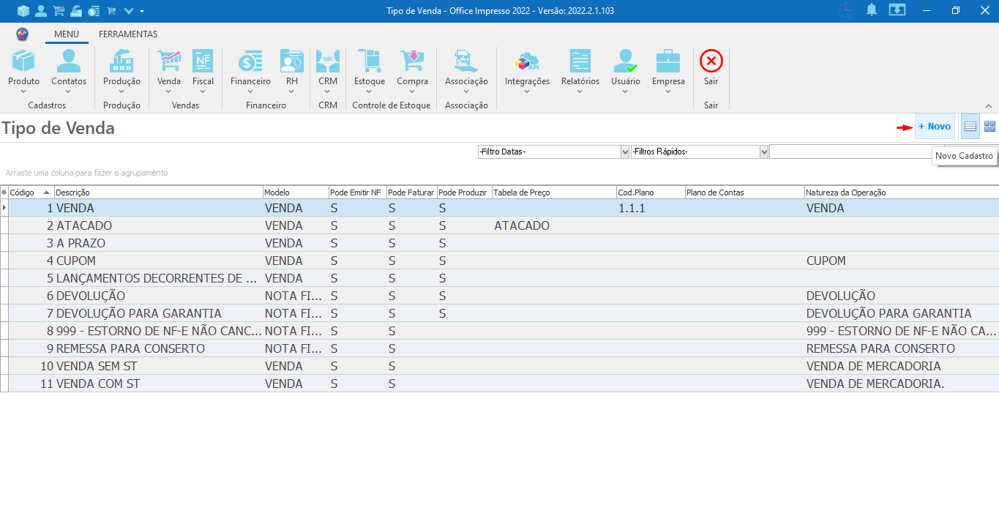 Tipo de Venda - Office Impresso 2022 - Versão: 2022.2.1.103
MENU FERRAMENTAS
Produto Contatos Produção Venda Fiscal Financeiro RH CRM Estoque Compra Associação Integrações Relatórios Usuário Empresa Sair
Cadastros Produção Vendas Financeiro CRM Controle de Estoque Associação Sair
Tipo de Venda
+ Novo
-Filtro Datas- -Filtros Rápidos-
Novo Cadastro
Arraste uma coluna para fazer o agrupamento
Código Descrição Modelo Pode Emitir NF Pode Faturar Pode Produzir Tabela de Preço Cod.Plano Plano de Contas Natureza da Operação
1 VENDA VENDA S S S 1.1.1 VENDA
2 ATACADO VENDA S S S ATACADO
3 A PRAZO VENDA S S S
4 CUPOM VENDA S S S CUPOM
5 LANÇAMENTOS DECORRENTES DE ... VENDA S S S
6 DEVOLUÇÃO NOTA FI... S S S DEVOLUÇÃO
7 DEVOLUÇÃO PARA GARANTIA NOTA FI... S S S DEVOLUÇÃO PARA GARANTIA
8 999 - ESTORNO DE NF-E NÃO CANC... NOTA FI... S S 999 - ESTORNO DE NF-E NÃO CA...
9 REMESSA PARA CONSERTO NOTA FI... S S REMESSA PARA CONSERTO
10 VENDA SEM ST VENDA S S VENDA DE MERCADORIA
11 VENDA COM ST VENDA S S VENDA DE MERCADORIA.